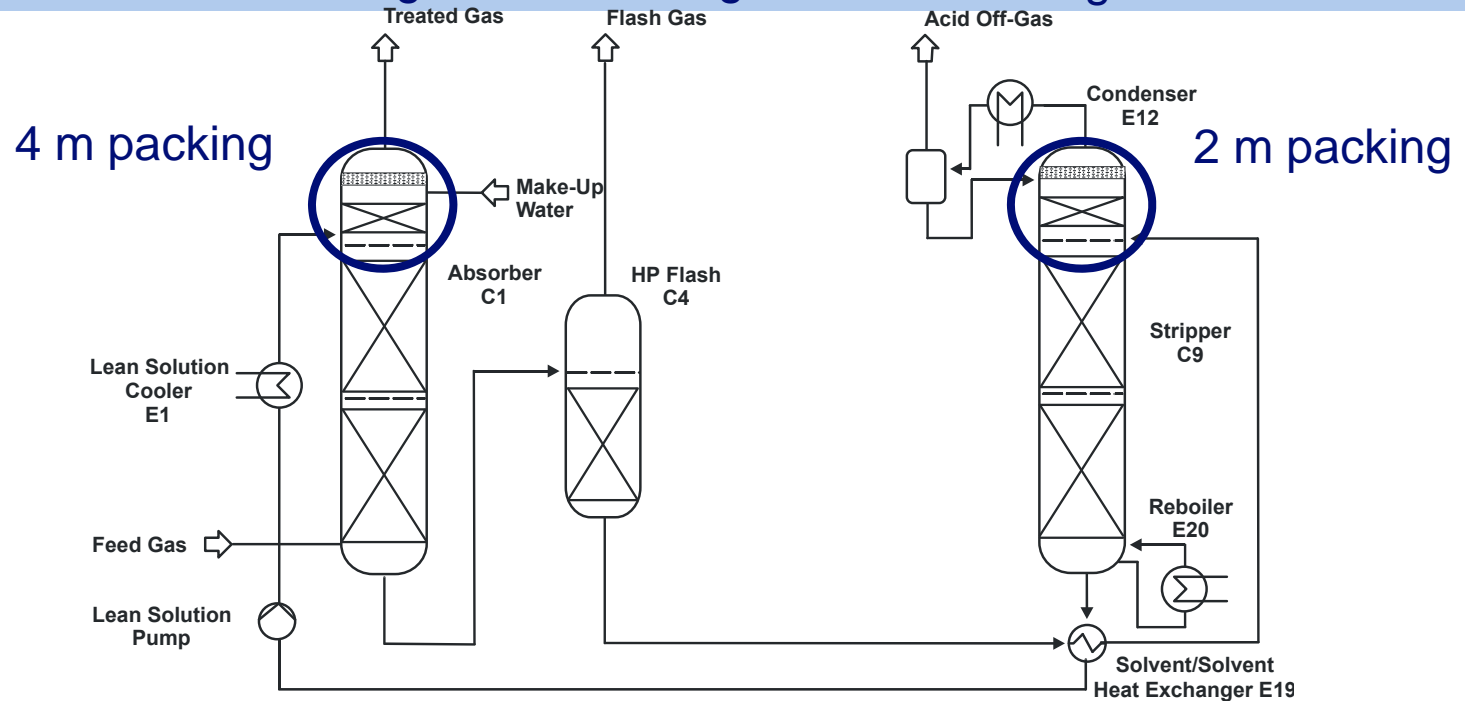 Treated Gas
Flash Gas
Acid Off-Gas
4 m packing
Condenser
E12
2 m packing
Make-Up
Water
Absorber
C1
HP Flash
C4
Stripper
C9
Lean Solution
Cooler
E1
Feed Gas
Reboiler
E20
Lean Solution
Pump
Solvent/Solvent
Heat Exchanger E19